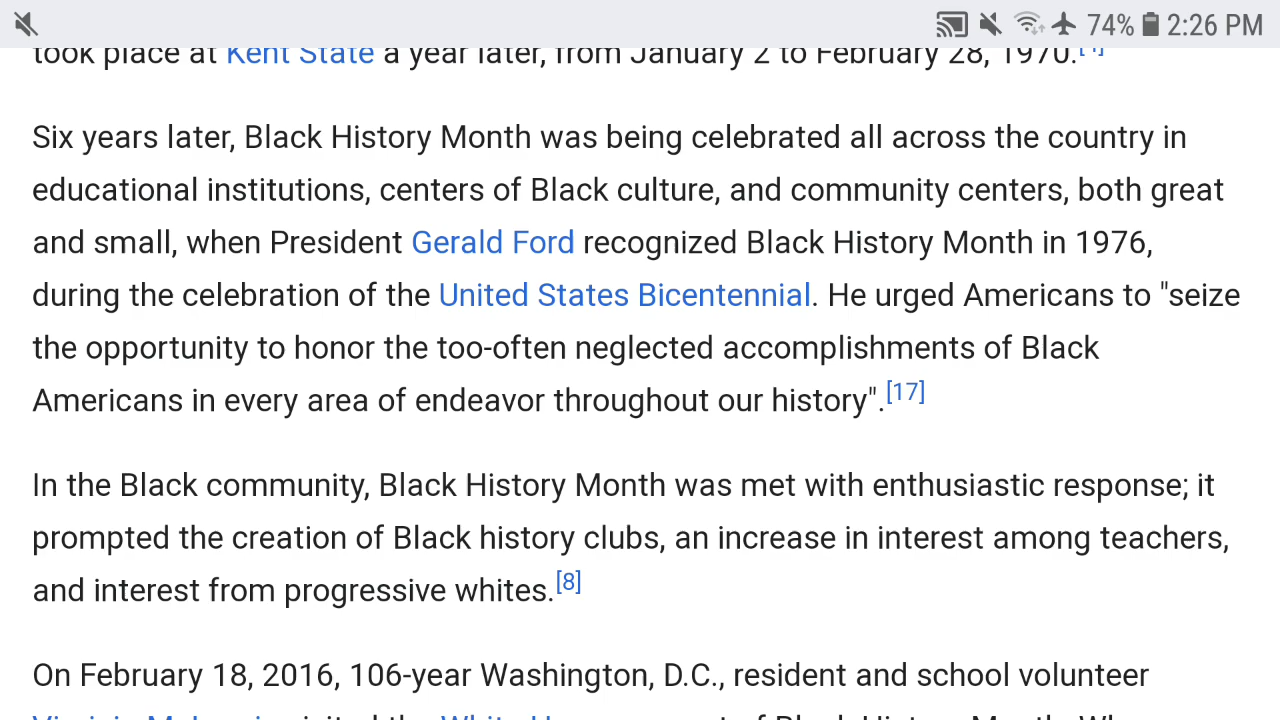 74% 2:26 PM
took place at Kent State a year later, from January 2 to February 28, 1970.
Six years later, Black History Month was being celebrated all across the country in
educational institutions, centers of Black culture, and community centers, both great
and small, when President Gerald Ford recognized Black History Month in 1976,
during the celebration of the United States Bicentennial. He urged Americans to "seize
the opportunity to honor the too-often neglected accomplishments of Black
Americans in every area of endeavor throughout our history".[17]
In the Black community, Black History Month was met with enthusiastic response; it
prompted the creation of Black history clubs, an increase in interest among teachers,
and interest from progressive whites.[8]
On February 18, 2016, 106-year Washington, D.C., resident and school volunteer